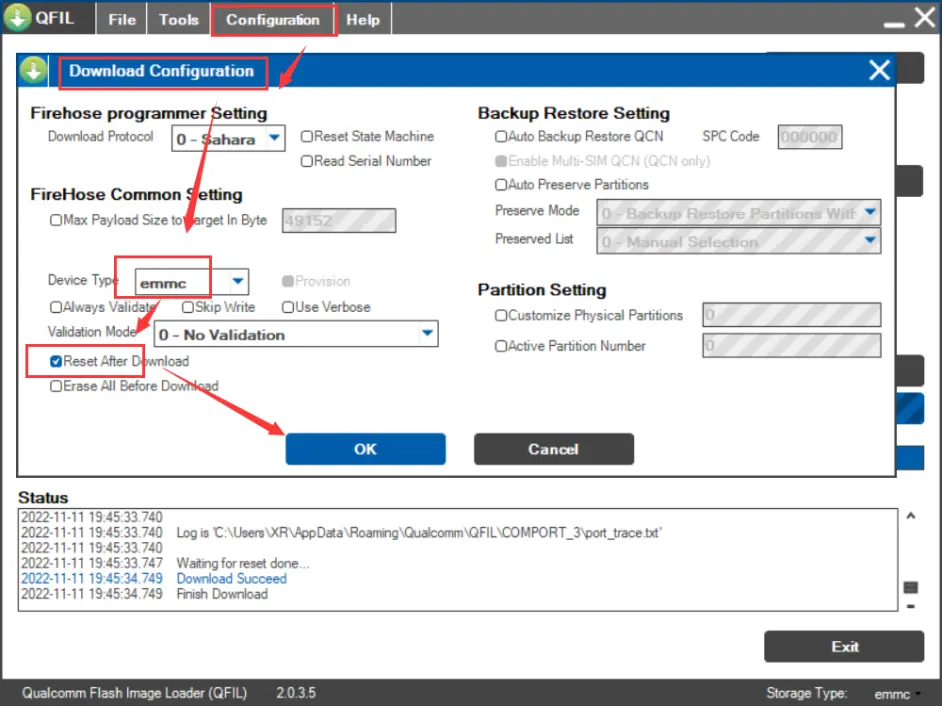 QFIL File Tools Configuration Help
Download Configuration
Firehose programmer Setting
Download Protocol 0 - Sahara Reset State Machine
Read Serial Number
FireHose Common Setting
Max Payload Size to Target In Byte 49152
Device Type emmc Provision
Always Validate Skip Write Use Verbose
Validation Mode 0 - No Validation
Reset After Download
Erase All Before Download
Backup Restore Setting
Auto Backup Restore QCN SPC Code 000000
Enable Multi-SIM QCN (QCN only)
Auto Preserve Partitions
Preserve Mode 0 - Backup Restore Partitions With
Preserved List 0 - Manual Selection
Partition Setting
Customize Physical Partitions 0
Active Partition Number 0
OK Cancel
Status
2022-11-11 19:45:33.740
2022-11-11 19:45:33.740 Log is 'C:\Users\XR\AppData\Roaming\Qualcomm\QFIL\COMPORT_3\port_trace.txt'
2022-11-11 19:45:33.740
2022-11-11 19:45:33.747 Waiting for reset done...
2022-11-11 19:45:34.749 Download Succeed
2022-11-11 19:45:34.749 Finish Download
Exit
Qualcomm Flash Image Loader (QFIL) 2.0.3.5 Storage Type: emmc